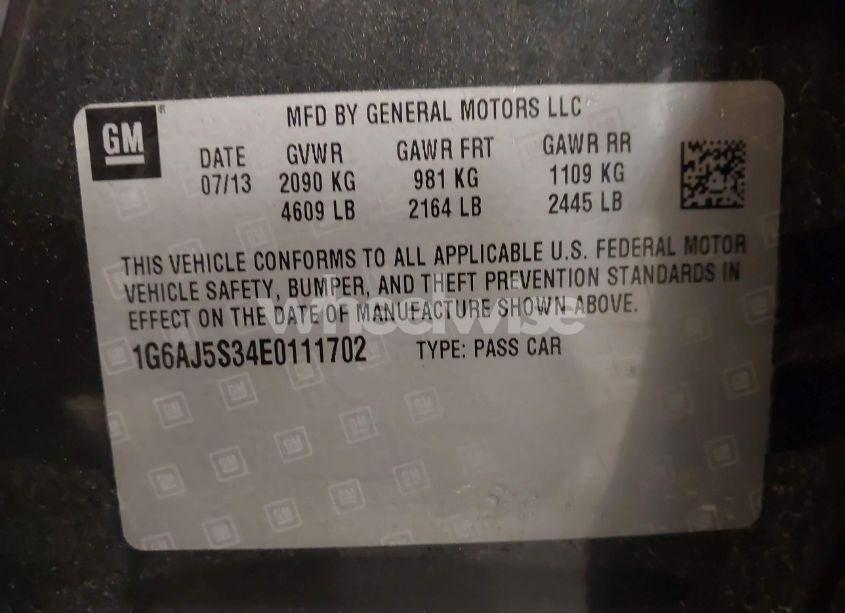 GM
MFD BY GENERAL MOTORS LLC
DATE GVWR GAWR FRT GAWR RR
07/13 2090 KG 981 KG 1109 KG
4609 LB 2164 LB 2445 LB
THIS VEHICLE CONFORMS TO ALL APPLICABLE U.S. FEDERAL MOTOR
VEHICLE SAFETY, BUMPER, AND THEFT PREVENTION STANDARDS IN
EFFECT ON THE DATE OF MANUFACTURE SHOWN ABOVE.
wheelwise
1G6AJ5S34E0111702 TYPE: PASS CAR